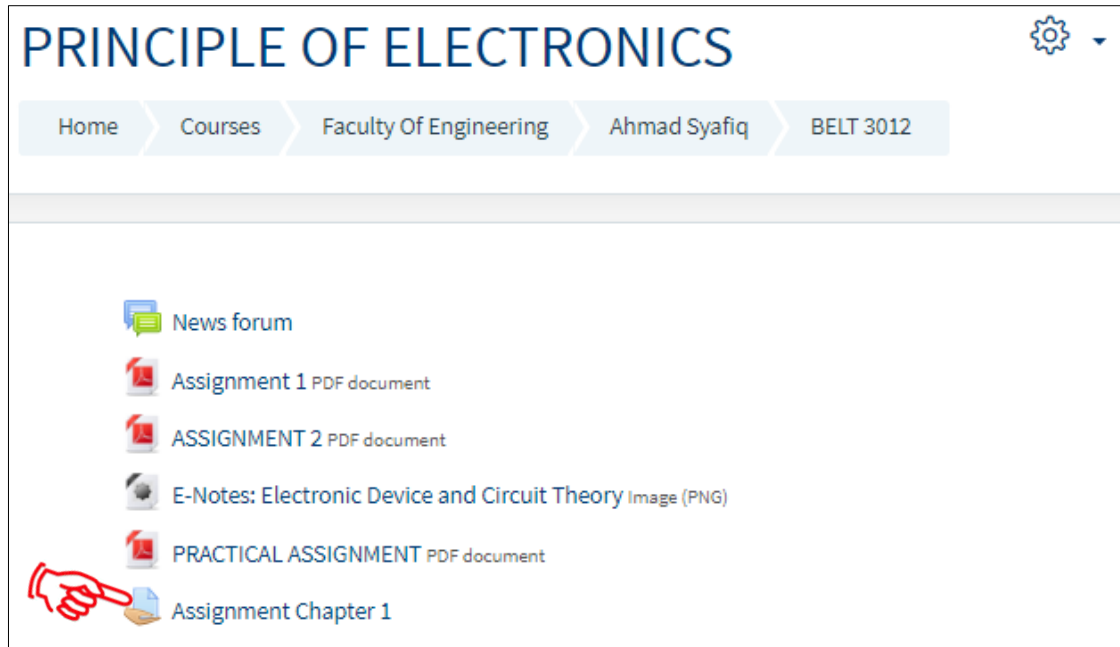 PRINCIPLE OF ELECTRONICS
Home Courses Faculty Of Engineering Ahmad Syafiq BELT 3012
News forum
Assignment 1 PDF document
ASSIGNMENT 2 PDF document
E-Notes: Electronic Device and Circuit Theory Image (PNG)
PRACTICAL ASSIGNMENT PDF document
Assignment Chapter 1